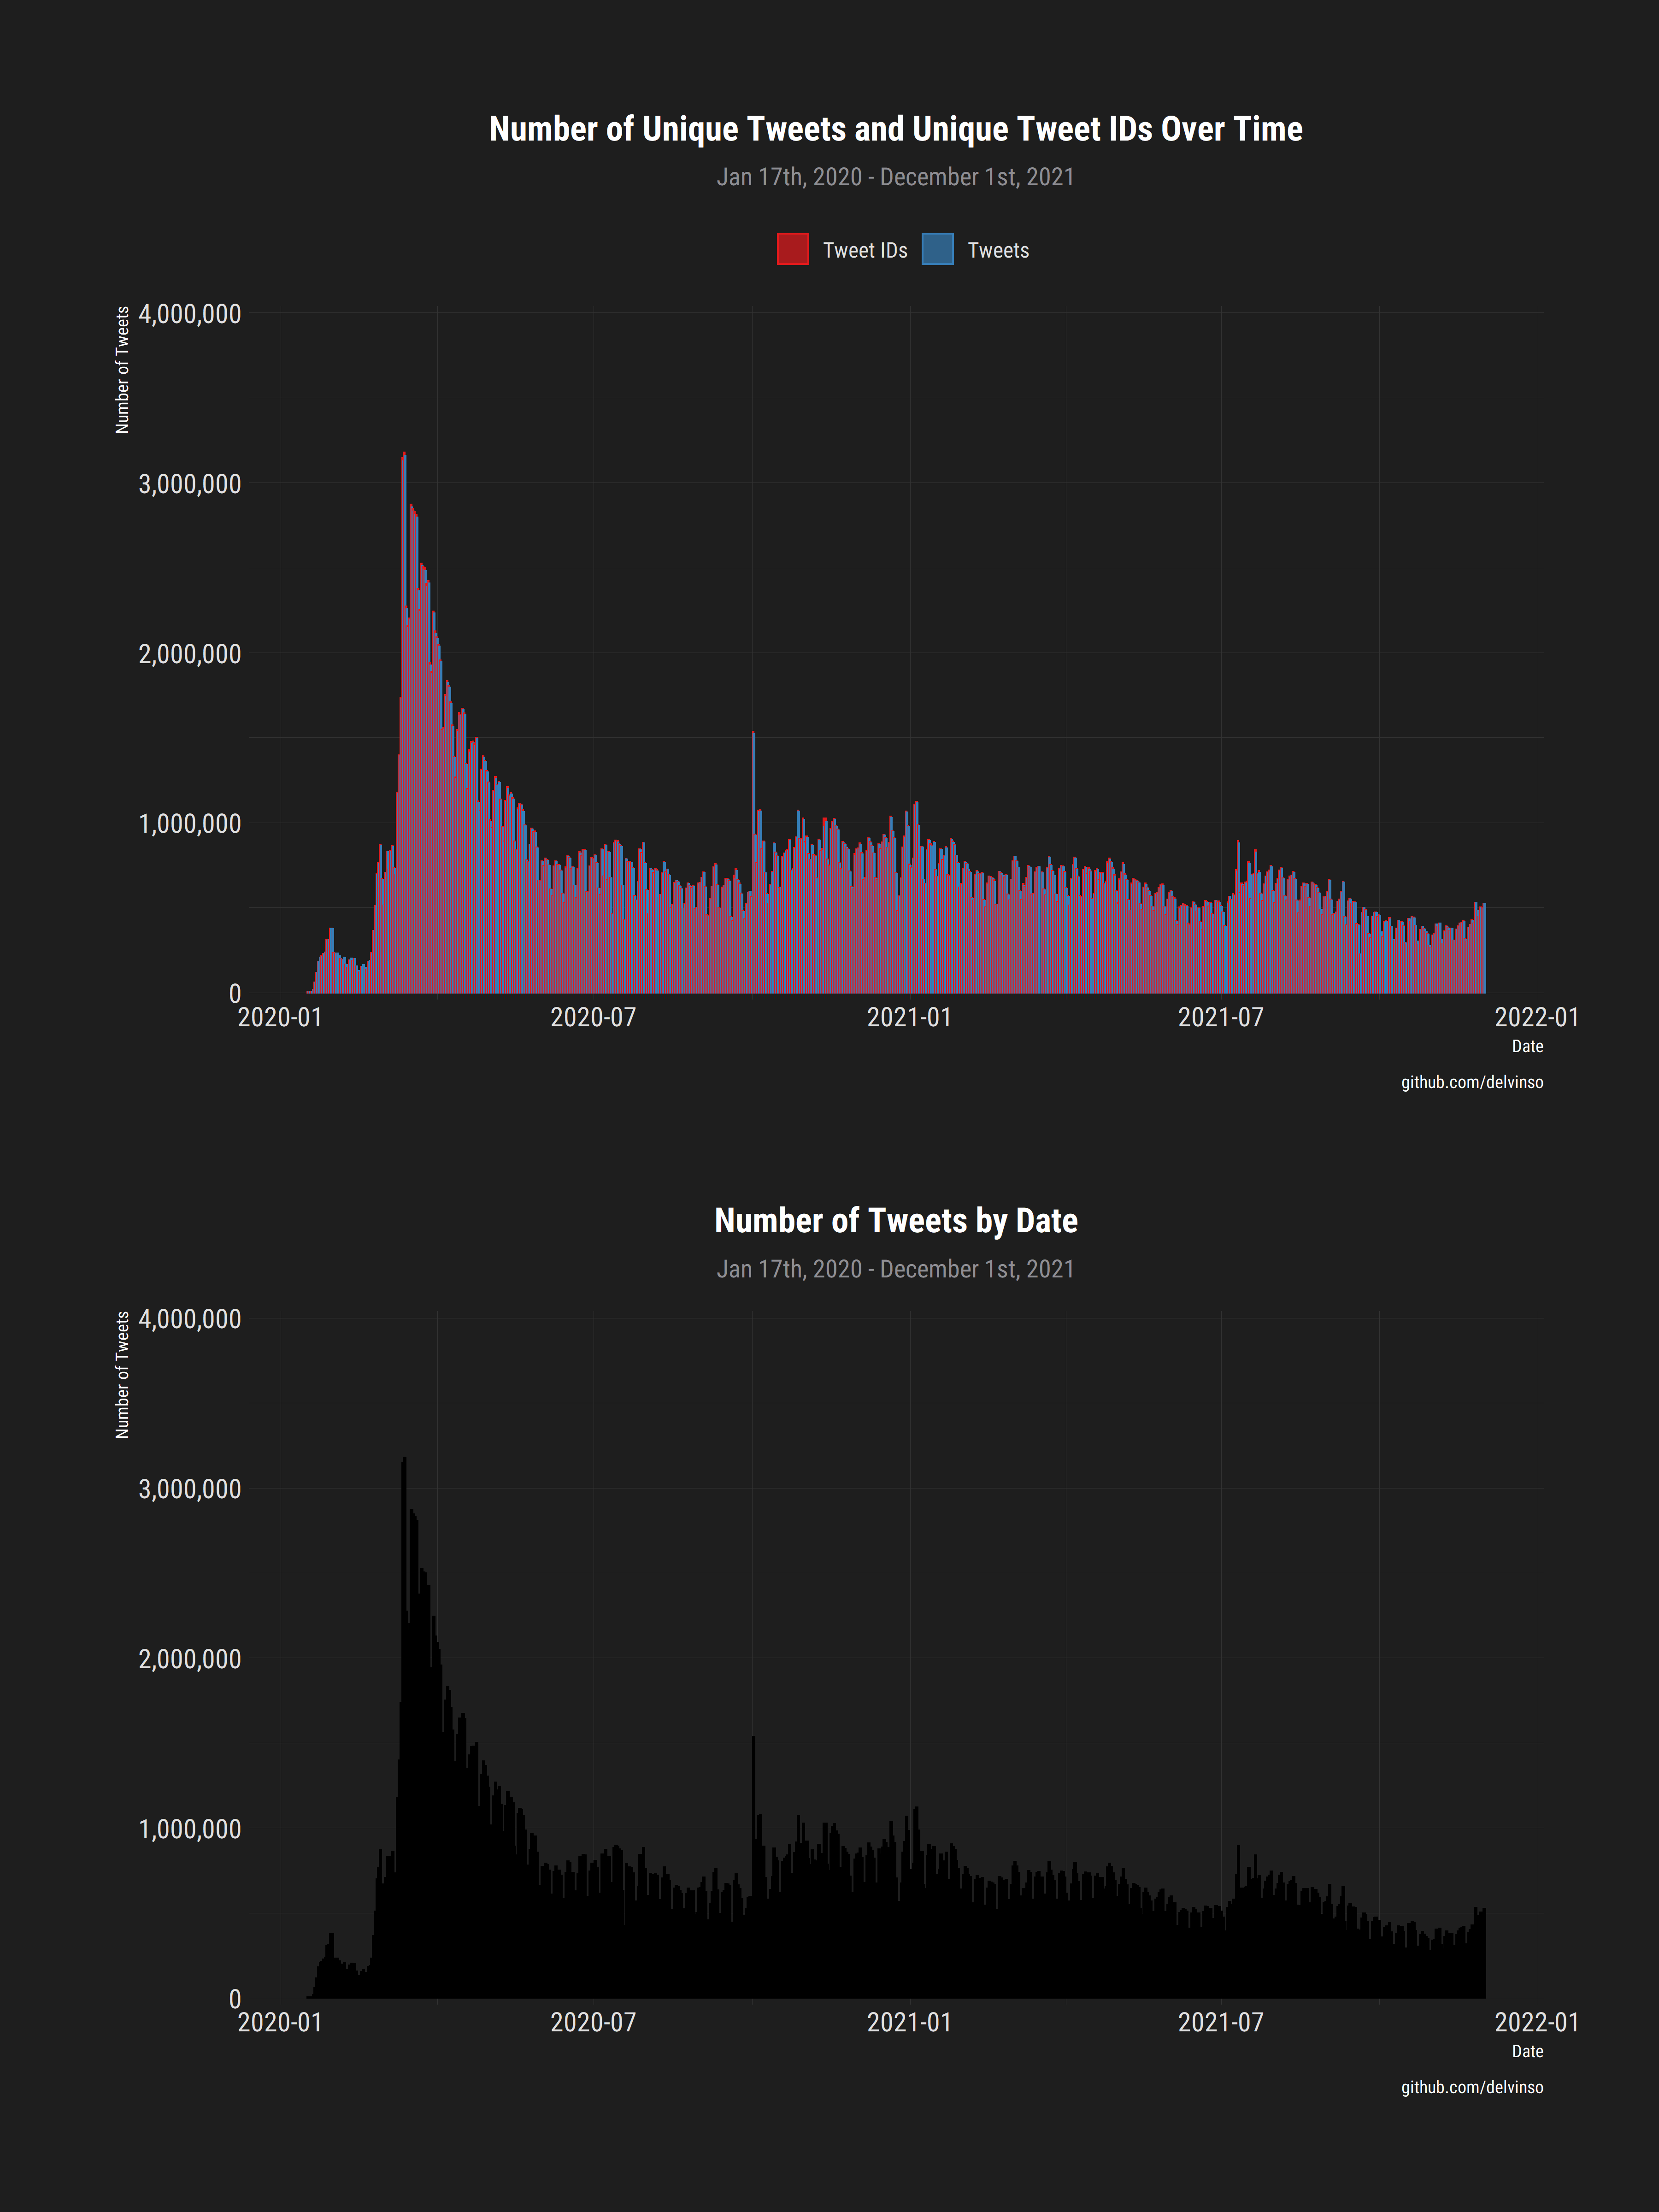 Number of Unique Tweets and Unique Tweet IDs Over Time
Jan 17th, 2020 - December 1st, 2021
Tweet IDs Tweets
Number of Tweets
4,000,000
3,000,000
2,000,000
1,000,000
0
2020-01 2020-07 2021-01 2021-07 2022-01
Date
github.com/delvinso
Number of Tweets by Date
Jan 17th, 2020 - December 1st, 2021
Number of Tweets
4,000,000
3,000,000
2,000,000
1,000,000
0
2020-01 2020-07 2021-01 2021-07 2022-01
Date
github.com/delvinso